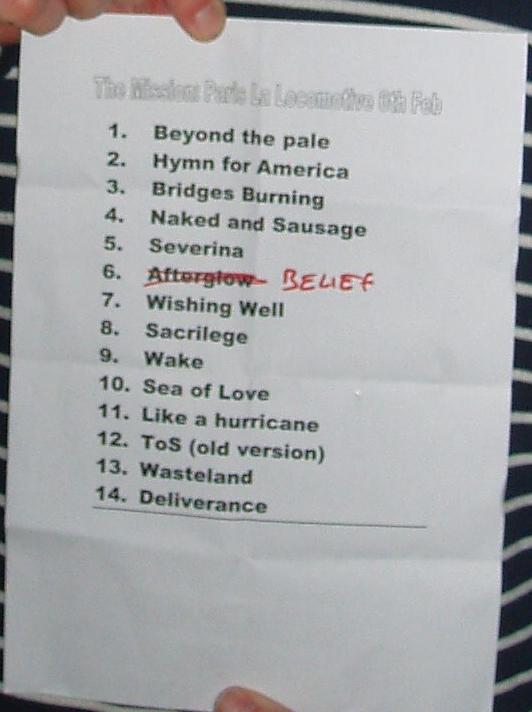 The Mission: Paris La Locomotive 6th Feb
1. Beyond the pale
2. Hymn for America
3. Bridges Burning
4. Naked and Sausage
5. Severina
6. Afterglow BELIEF
7. Wishing Well
8. Sacrilege
9. Wake
10. Sea of Love
11. Like a hurricane
12. ToS (old version)
13. Wasteland
14. Deliverance